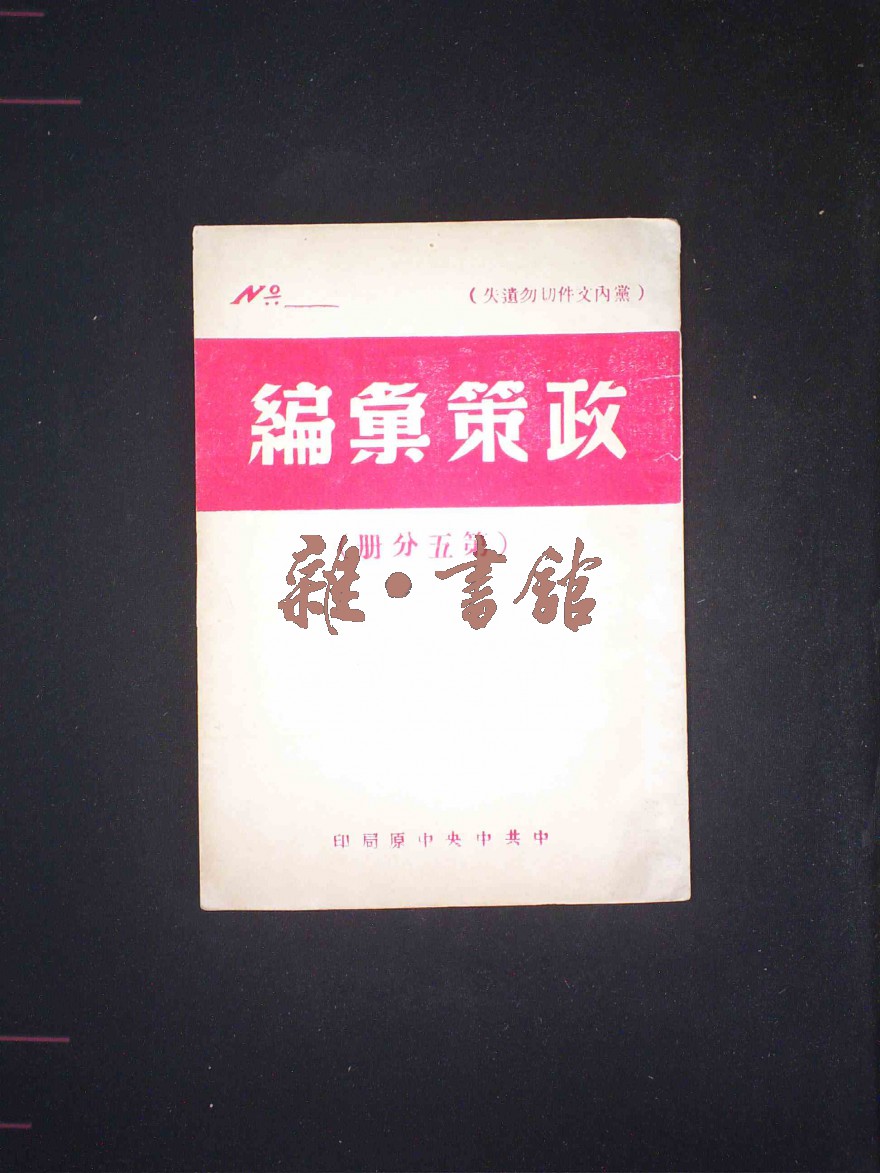 №
（黨內文件切勿遺失）
政策彙編
（第五分册
雜·書館
中共中央中原局印